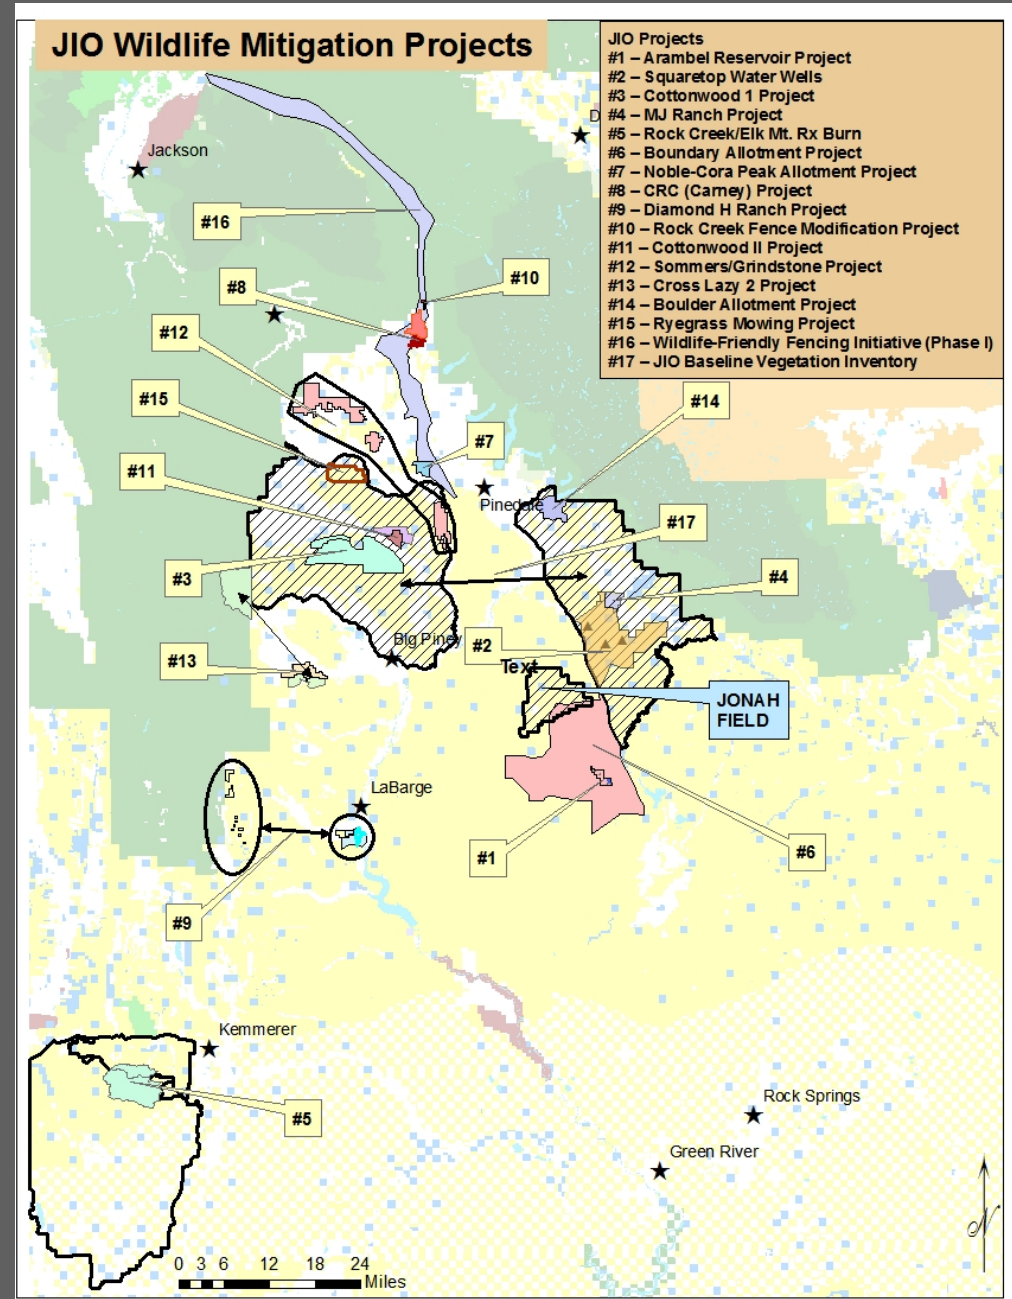 JIO Wildlife Mitigation Projects
JIO Projects
#1 – Arambel Reservoir Project
#2 – Squaretop Water Wells
#3 – Cottonwood 1 Project
#4 – MJ Ranch Project
#5 – Rock Creek/Elk Mt. Rx Burn
#6 – Boundary Allotment Project
#7 – Noble-Cora Peak Allotment Project
#8 – CRC (Carney) Project
#9 – Diamond H Ranch Project
#10 – Rock Creek Fence Modification Project
#11 – Cottonwood II Project
#12 – Sommers/Grindstone Project
#13 – Cross Lazy 2 Project
#14 – Boulder Allotment Project
#15 – Ryegrass Mowing Project
#16 – Wildlife-Friendly Fencing Initiative (Phase I)
#17 – JIO Baseline Vegetation Inventory
D
Jackson
#16
#10
#8
#12
#15
#14
#7
#11
Pinedale
#17
#3
#4
Big Piney
#2
#13
Text
JONAH
FIELD
LaBarge
#1
#6
#9
Kemmerer
#5
Rock Springs
Green River
N
0 3 6 12 18 24
Miles